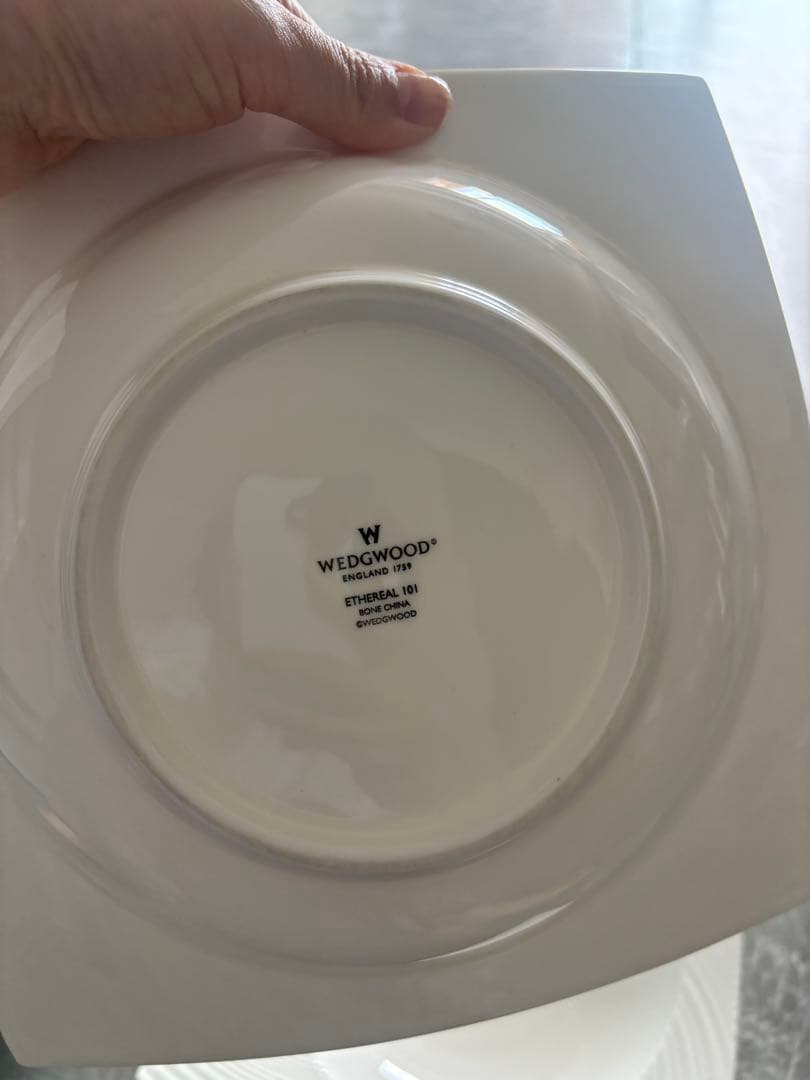 W
WEDGWOOD®
ENGLAND 1759
ETHEREAL 101
BONE CHINA
©WEDGWOOD